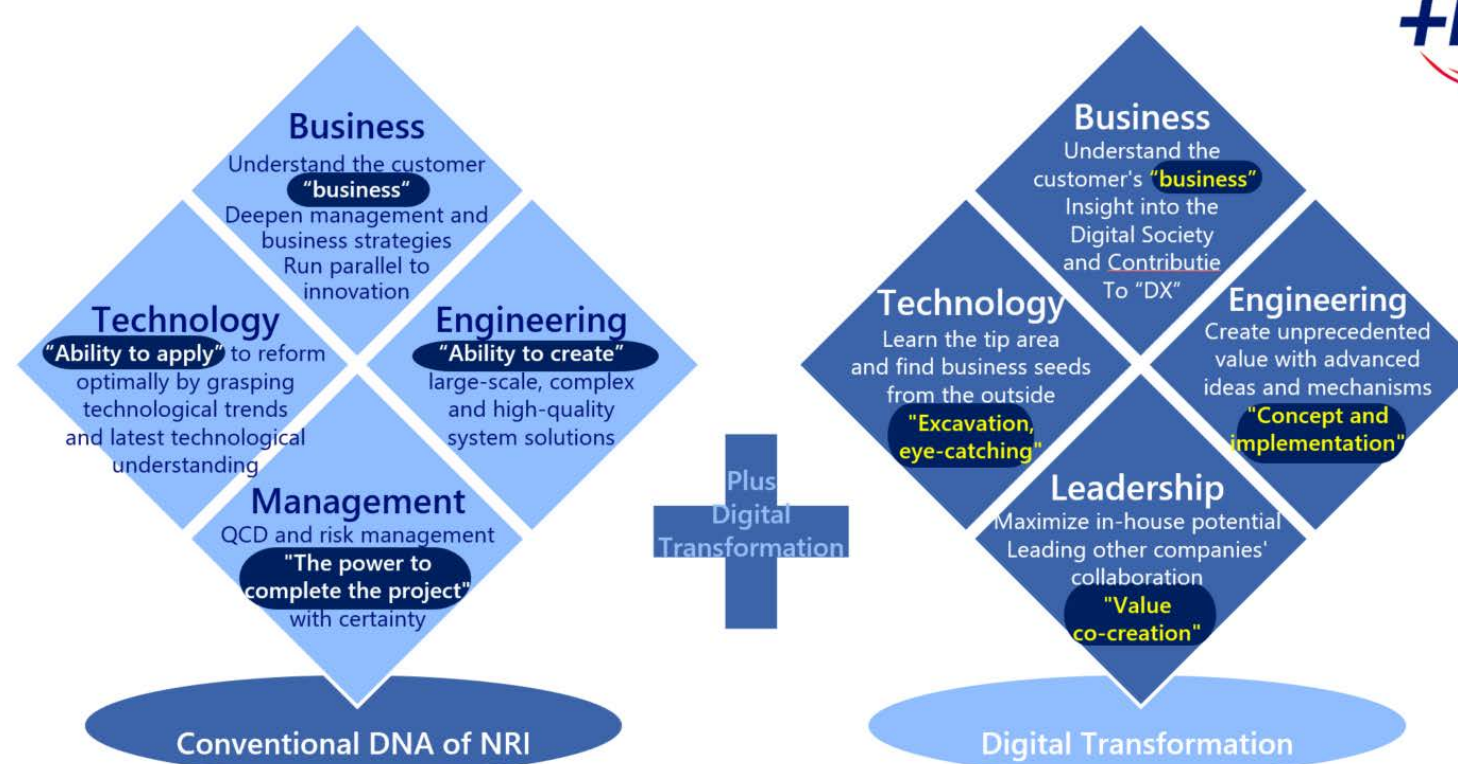 Business
Understand the customer
“business“
Deepen management and
business strategies
Run parallel to
innovation
Technology
“Ability to apply” to reform
optimally by grasping
technological trends
and latest technological
understanding
Engineering
“Ability to create”
large-scale, complex
and high-quality
system solutions
Management
QCD and risk management
"The power to
complete the project"
with certainty
Conventional DNA of NRI
Plus
Digital
Transformation
Business
Understand the
customer's “business”
Insight into the
Digital Society
and Contributie
To “DX”
Technology
Learn the tip area
and find business seeds
from the outside
"Excavation,
eye-catching"
Engineering
Create unprecedented
value with advanced
ideas and mechanisms
"Concept and
implementation"
Leadership
Maximize in-house potential
Leading other companies'
collaboration
"Value
co-creation"
Digital Transformation